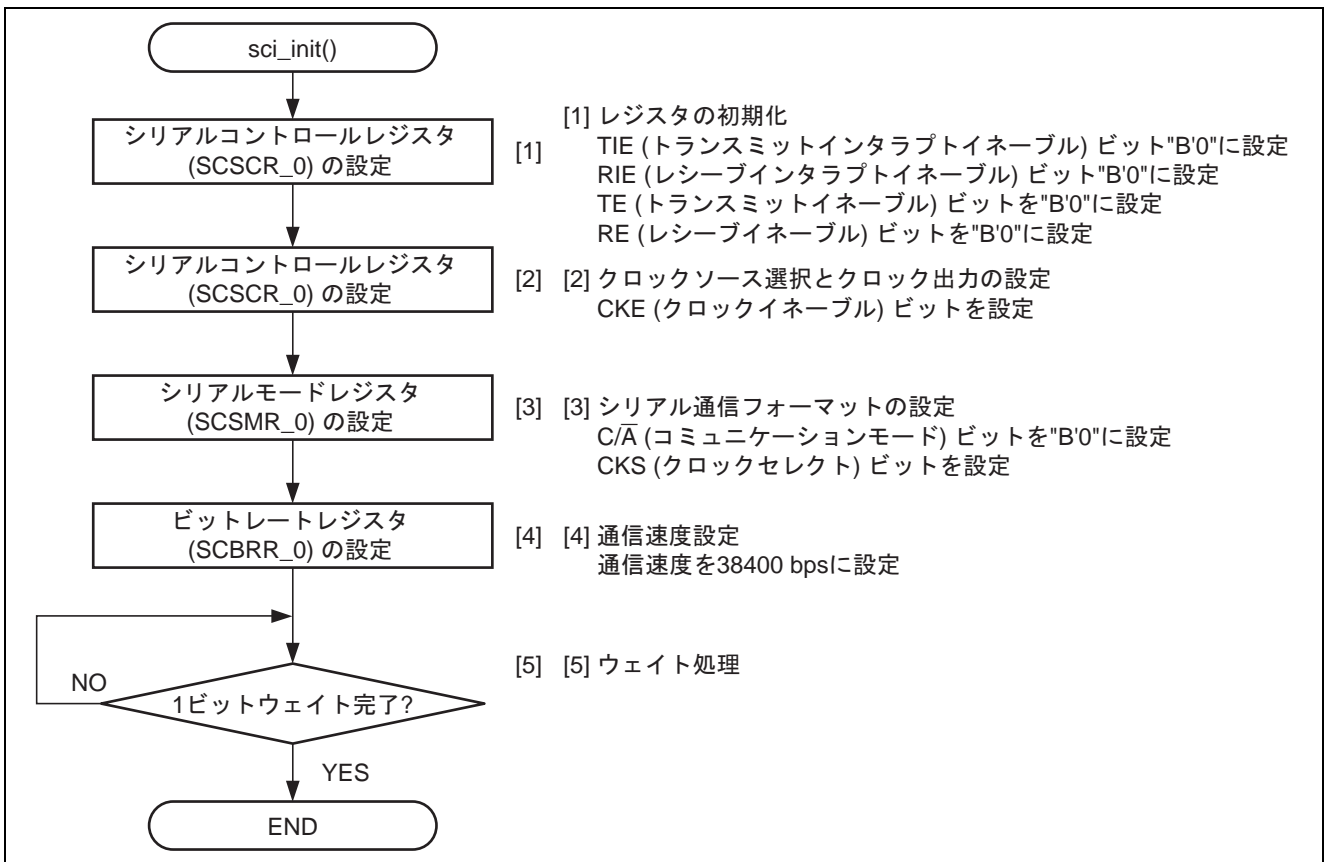 sci_init()
シリアルコントロールレジスタ
(SCSCR_0) の設定
[1]
[1] レジスタの初期化
TIE (トランスミットインタラプトイネーブル) ビット"B'0"に設定
RIE (レシーブインタラプトイネーブル) ビット"B'0"に設定
TE (トランスミットイネーブル) ビットを"B'0"に設定
RE (レシーブイネーブル) ビットを"B'0"に設定
シリアルコントロールレジスタ
(SCSCR_0) の設定
[2]
[2] クロックソース選択とクロック出力の設定
CKE (クロックイネーブル) ビットを設定
シリアルモードレジスタ
(SCSMR_0) の設定
[3]
[3] シリアル通信フォーマットの設定
C/A̅ (コミュニケーションモード) ビットを"B'0"に設定
CKS (クロックセレクト) ビットを設定
ビットレートレジスタ
(SCBRR_0) の設定
[4]
[4] 通信速度設定
通信速度を38400 bpsに設定
[5]
[5] ウェイト処理
NO
1ビットウェイト完了?
YES
END